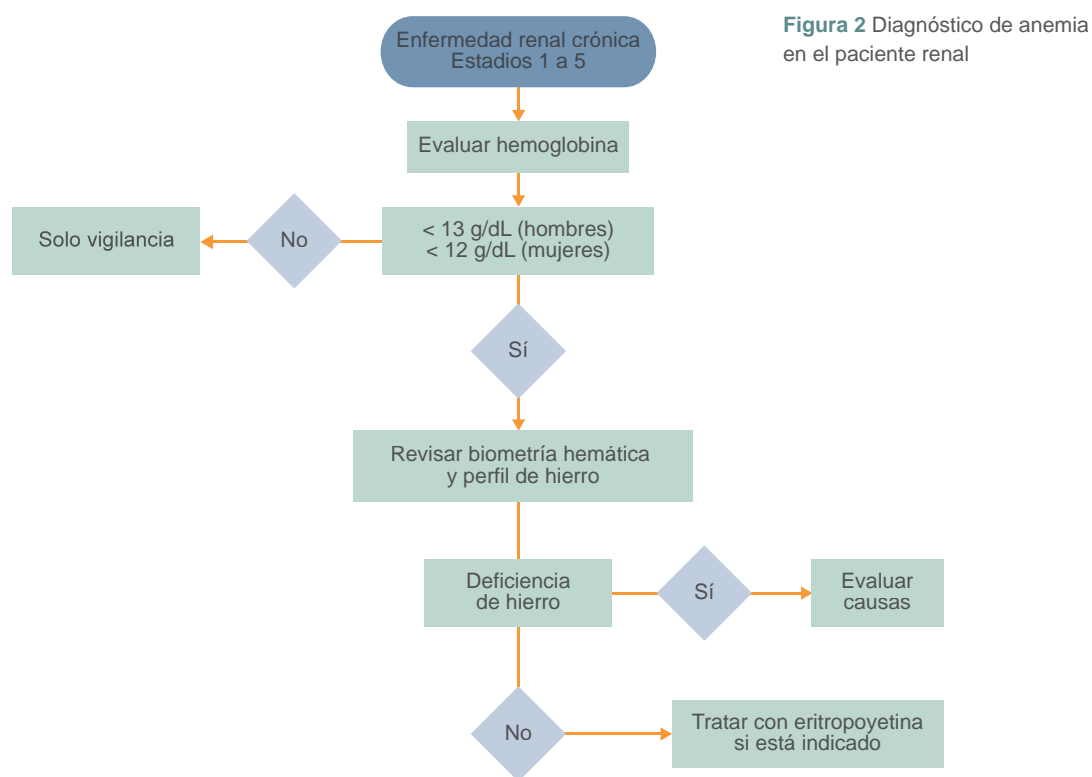 Figura 2 Diagnóstico de anemia
en el paciente renal
Enfermedad renal crónica
Estadios 1 a 5
Evaluar hemoglobina
Solo vigilancia
No
< 13 g/dL (hombres)
< 12 g/dL (mujeres)
Sí
Revisar biometría hemática
y perfil de hierro
Deficiencia
de hierro
Sí
Evaluar
causas
No
Tratar con eritropoyetina
si está indicado